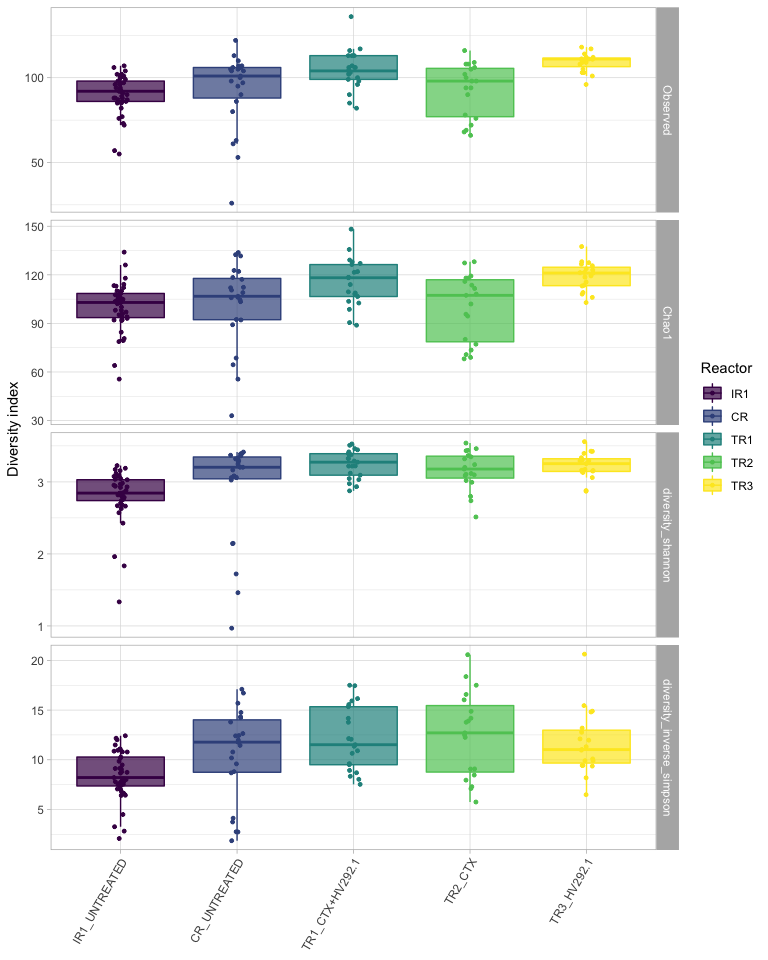 100
50
Observed
150
120
90
60
30
Chao1
3
2
1
diversity_shannon
20
15
10
5
diversity_inverse_simpson
Diversity index
IR1_UNTREATED
CR_UNTREATED
TR1_CTX+HV292.1
TR2_CTX
TR3_HV292.1
Reactor
IR1
CR
TR1
TR2
TR3